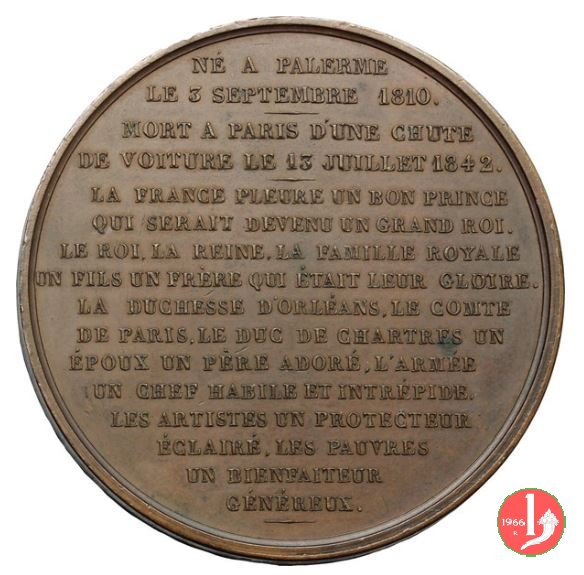 NÉ A PALERME
LE 3 SEPTEMBRE 1810.
MORT A PARIS D'UNE CHUTE
DE VOITURE LE 13 JUILLET 1842.
LA FRANCE PLEURE UN BON PRINCE
QUI SERAIT DEVENU UN GRAND ROI.
LE ROI, LA REINE, LA FAMILLE ROYALE
UN FILS UN FRÈRE QUI ÉTAIT LEUR GLOIRE.
LA DUCHESSE D'ORLÉANS, LE COMTE
DE PARIS, LE DUC DE CHARTRES UN
ÉPOUX UN PÈRE ADORÉ, L'ARMÉE
UN CHEF HABILE ET INTRÉPIDE.
LES ARTISTES UN PROTECTEUR
ÉCLAIRÉ, LES PAUVRES
UN BIENFAITEUR
GÉNÉREUX.
1966
R